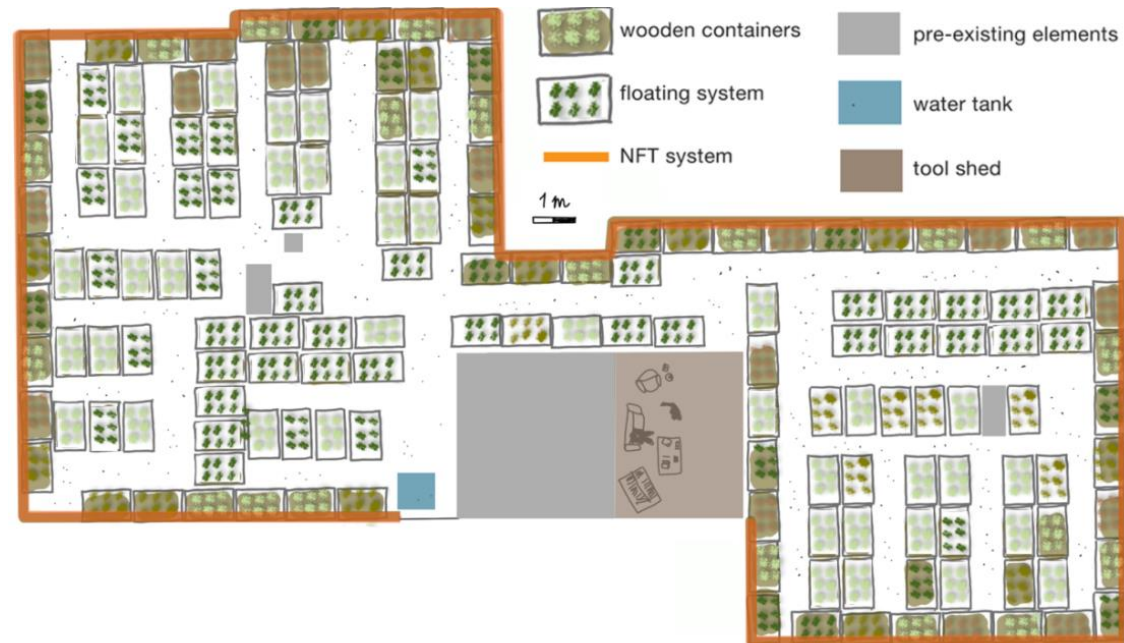 wooden containers
pre-existing elements
floating system
water tank
NFT system
tool shed
1 m